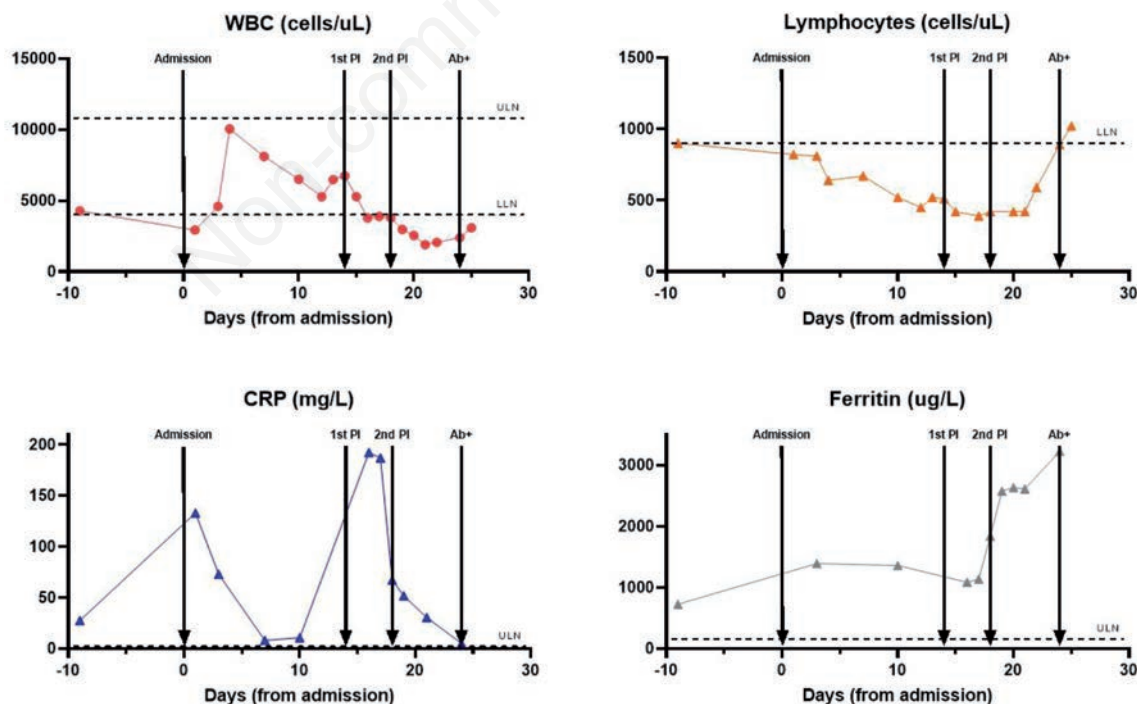 WBC (cells/uL)
Admission 1st PI 2nd PI Ab+
15000
ULN
10000
5000
LLN
0
-10 0 10 20 30
Days (from admission)
Lymphocytes (cells/uL)
Admission 1st PI 2nd PI Ab+
1500
1000
LLN
500
0
-10 0 10 20 30
Days (from admission)
CRP (mg/L)
Admission 1st PI 2nd PI Ab+
200
150
100
50
ULN
0
-10 0 10 20 30
Days (from admission)
Ferritin (ug/L)
Admission 1st PI 2nd PI Ab+
3000
2000
1000
ULN
0
-10 0 10 20 30
Days (from admission)